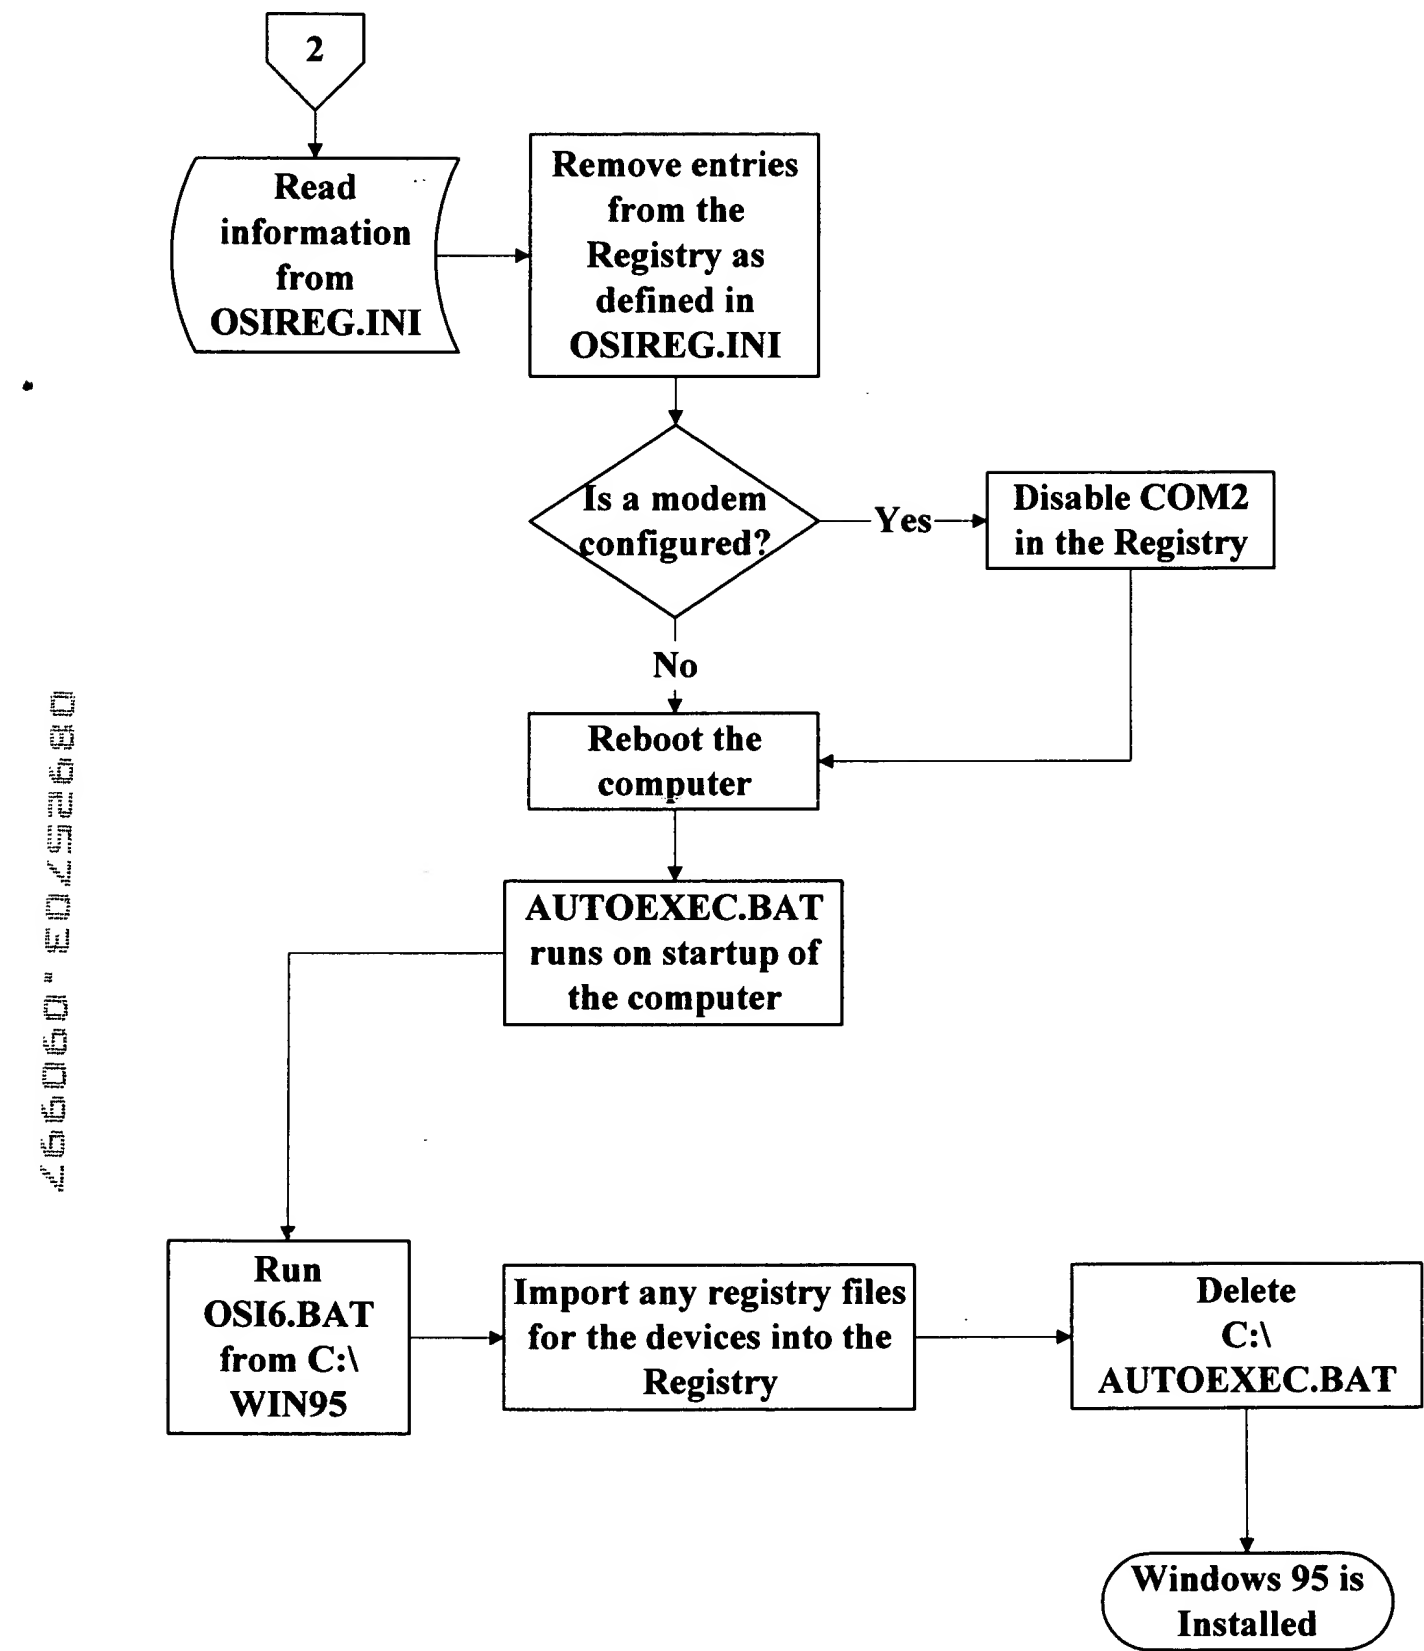 2
Read
information
from
OSIREG.INI
Remove entries
from the
Registry as
defined in
OSIREG.INI
Is a modem
configured?
Yes
Disable COM2
in the Registry
No
Reboot the
computer
AUTOEXEC.BAT
runs on startup of
the computer
Run
OSI6.BAT
from C:\
WIN95
Import any registry files
for the devices into the
Registry
Delete
C:\
AUTOEXEC.BAT
Windows 95 is
Installed
08925703.090997